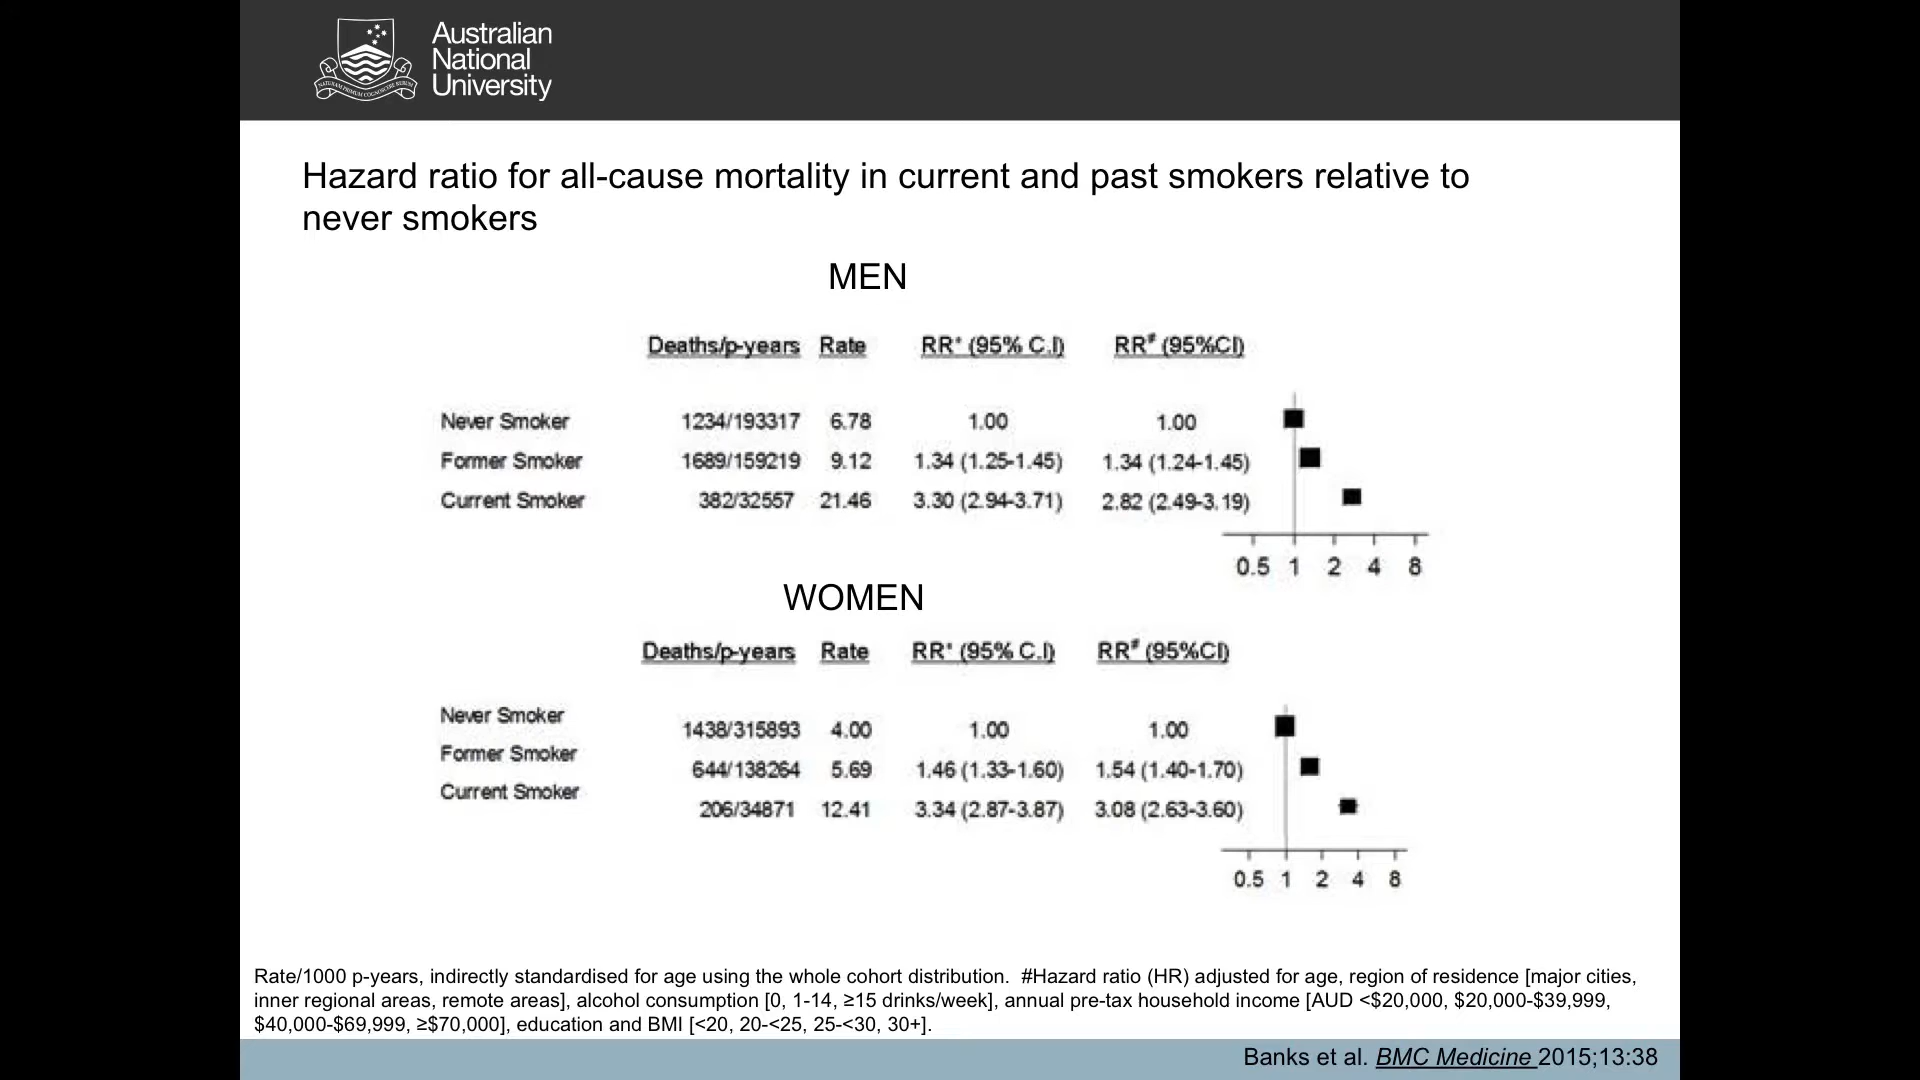 Australian
National
University
NATURAM PRIMUM COGNOSCERE RERUM
Hazard ratio for all-cause mortality in current and past smokers relative to
never smokers
MEN
Deaths/p-years Rate RR* (95% C.I) RR# (95%CI)
Never Smoker 1234/193317 6.78 1.00 1.00
Former Smoker 1689/159219 9.12 1.34 (1.25-1.45) 1.34 (1.24-1.45)
Current Smoker 382/32557 21.46 3.30 (2.94-3.71) 2.82 (2.49-3.19)
0.5 1 2 4 8
WOMEN
Deaths/p-years Rate RR* (95% C.I) RR# (95%CI)
Never Smoker 1438/315893 4.00 1.00 1.00
Former Smoker 644/138264 5.69 1.46 (1.33-1.60) 1.54 (1.40-1.70)
Current Smoker 206/34871 12.41 3.34 (2.87-3.87) 3.08 (2.63-3.60)
0.5 1 2 4 8
Rate/1000 p-years, indirectly standardised for age using the whole cohort distribution. #Hazard ratio (HR) adjusted for age, region of residence [major cities,
inner regional areas, remote areas], alcohol consumption [0, 1-14, ≥15 drinks/week], annual pre-tax household income [AUD <$20,000, $20,000-$39,999,
$40,000-$69,999, ≥$70,000], education and BMI [<20, 20-<25, 25-<30, 30+].
Banks et al. BMC Medicine 2015;13:38